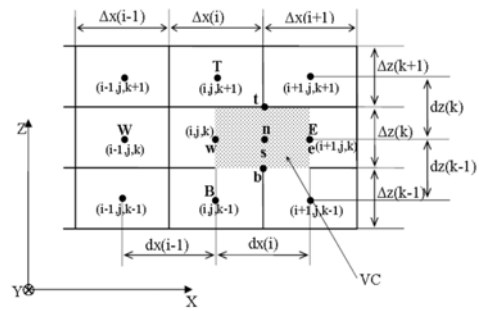 Δx(i-1) Δx(i) Δx(i+1)
T
Δz(k+1)
(i-1,j,k+1) (i,j,k+1) (i+1,j,k+1)
t
dz(k)
Z
W (i,j,k) n E
Δz(k)
(i-1,j,k) w s e(i+1,j,k)
b
dz(k-1)
B
Δz(k-1)
(i-1,j,k-1) (i,j,k-1) (i+1,j,k-1)
dx(i-1) dx(i)
VC
Y X